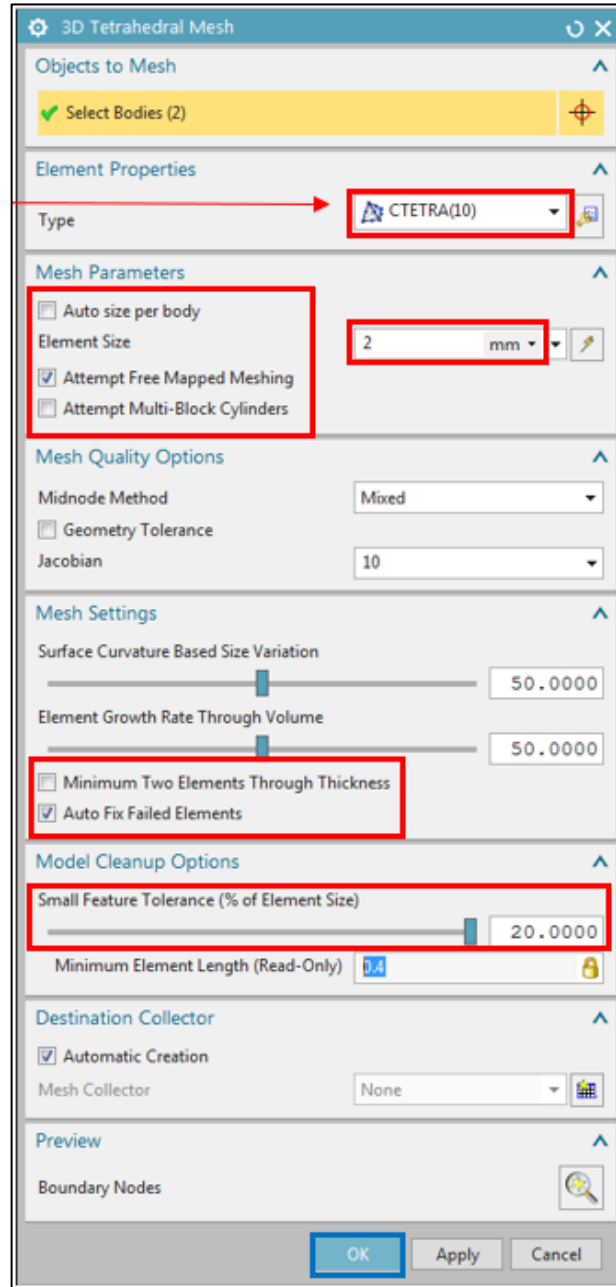 3D Tetrahedral Mesh
Objects to Mesh
Select Bodies (2)
Element Properties
Type CTETRA(10)
Mesh Parameters
Auto size per body
Element Size 2 mm
Attempt Free Mapped Meshing
Attempt Multi-Block Cylinders
Mesh Quality Options
Midnode Method Mixed
Geometry Tolerance
Jacobian 10
Mesh Settings
Surface Curvature Based Size Variation
50.0000
Element Growth Rate Through Volume
50.0000
Minimum Two Elements Through Thickness
Auto Fix Failed Elements
Model Cleanup Options
Small Feature Tolerance (% of Element Size)
20.0000
Minimum Element Length (Read-Only) 0.4
Destination Collector
Automatic Creation
Mesh Collector None
Preview
Boundary Nodes
OK Apply Cancel